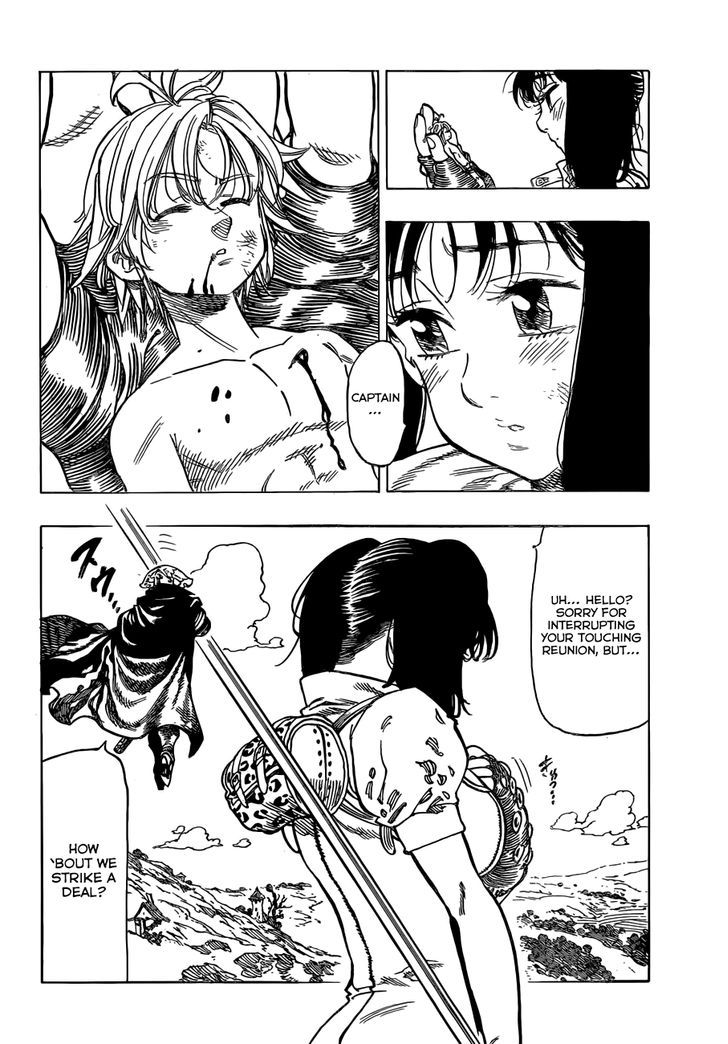 CAPTAIN
...
UH... HELLO?
SORRY FOR
INTERRUPTING
YOUR TOUCHING
REUNION, BUT...
HOW
'BOUT WE
STRIKE A
DEAL?